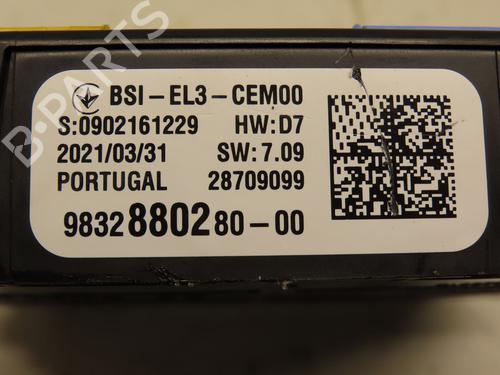 BSI-EL3-CEM00
S:0902161229 HW:D7
2021/03/31 SW:7.09
PORTUGAL 28709099
9832880280-00
B-PARTS